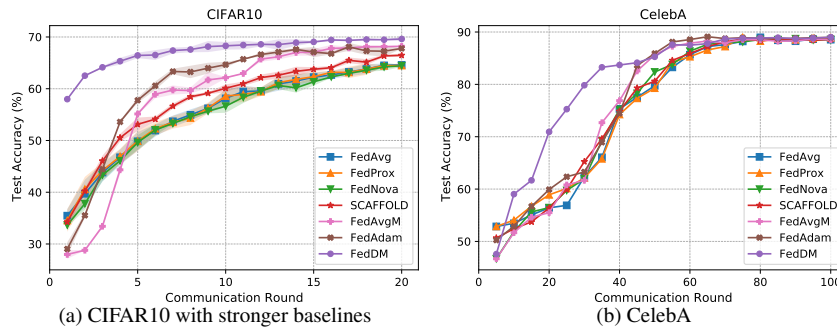 CIFAR10
Test Accuracy (%)
70
60
50
40
30
5
10
15
20
Communication Round
FedAvg
FedProx
FedNova
SCAFFOLD
FedAvgM
FedAdam
FedDM
(a) CIFAR10 with stronger baselines
CelebA
Test Accuracy (%)
90
80
70
60
50
0
20
40
60
80
100
Communication Round
FedAvg
FedProx
FedNova
SCAFFOLD
FedAvgM
FedAdam
FedDM
(b) CelebA